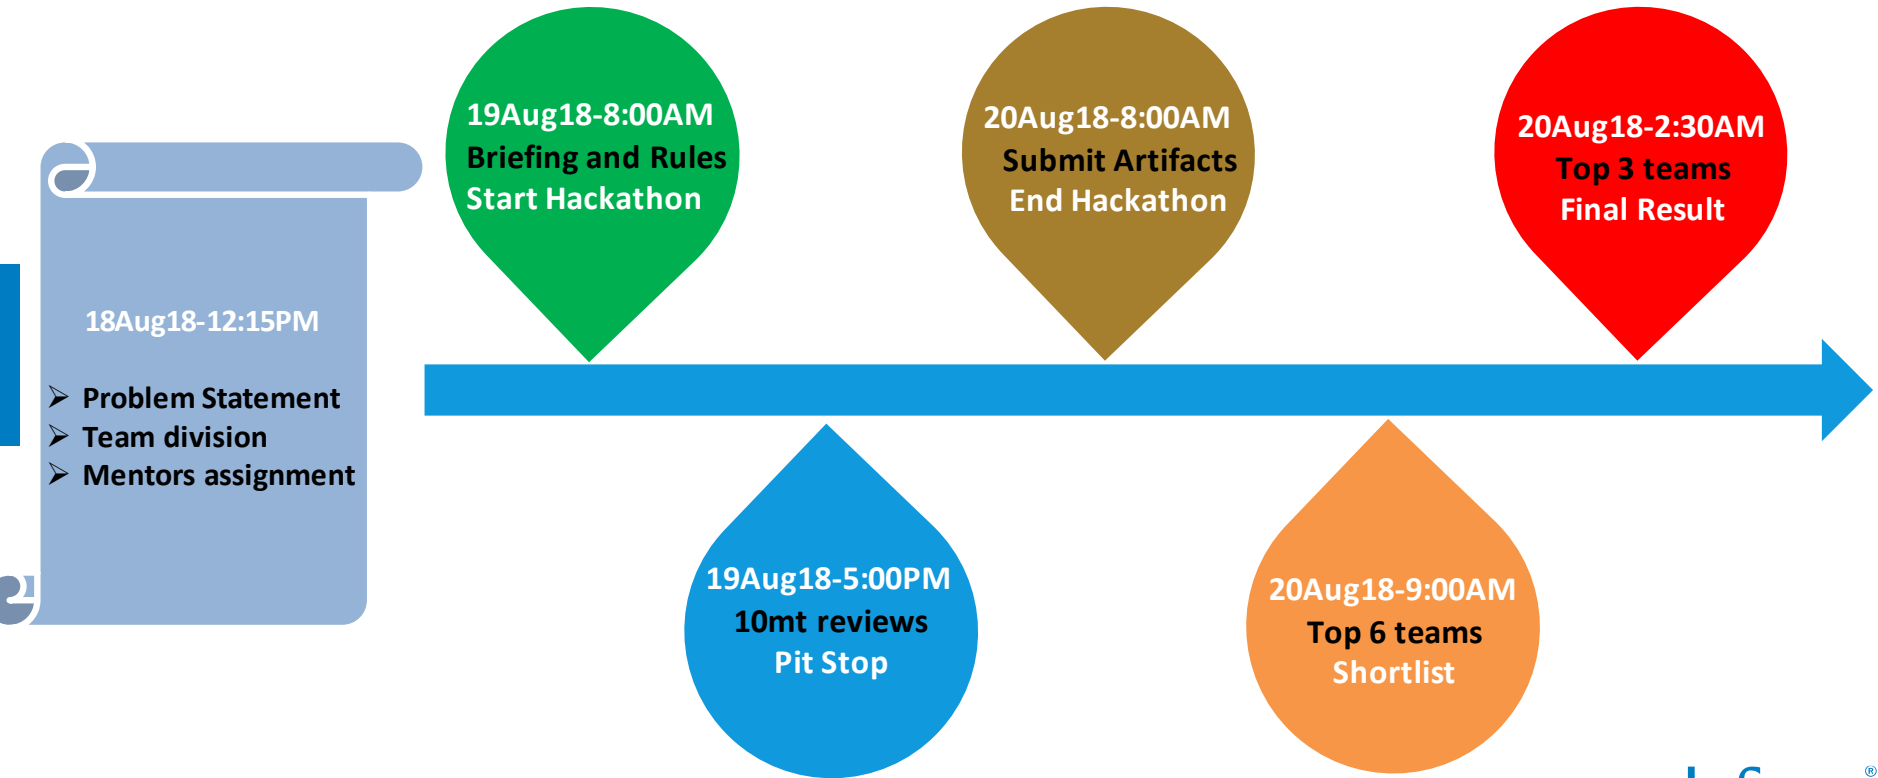 19Aug18-8:00AM
Briefing and Rules
Start Hackathon
20Aug18-8:00AM
Submit Artifacts
End Hackathon
20Aug18-2:30AM
Top 3 teams
Final Result
18Aug18-12:15PM
➢ Problem Statement
➢ Team division
➢ Mentors assignment
19Aug18-5:00PM
10mt reviews
Pit Stop
20Aug18-9:00AM
Top 6 teams
Shortlist
®